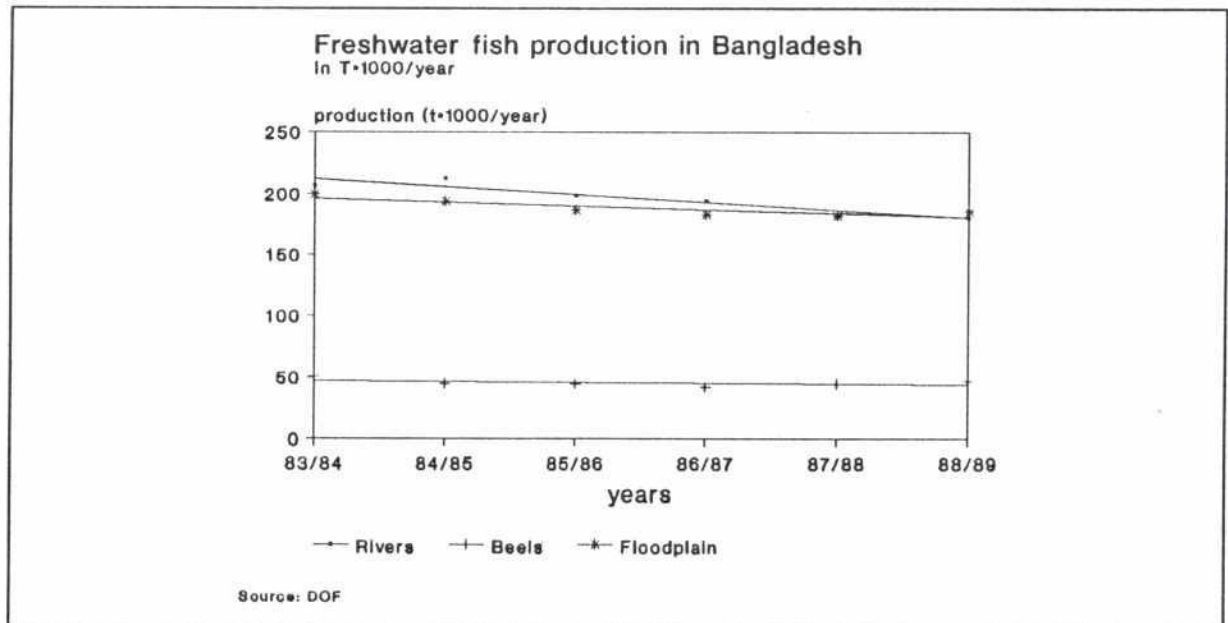 Freshwater fish production in Bangladesh
in T*1000/year
production (t*1000/year)
250
200
150
100
50
0
83/84 84/85 85/86 86/87 87/88 88/89
years
Rivers Beels Floodplain
Source: DOF